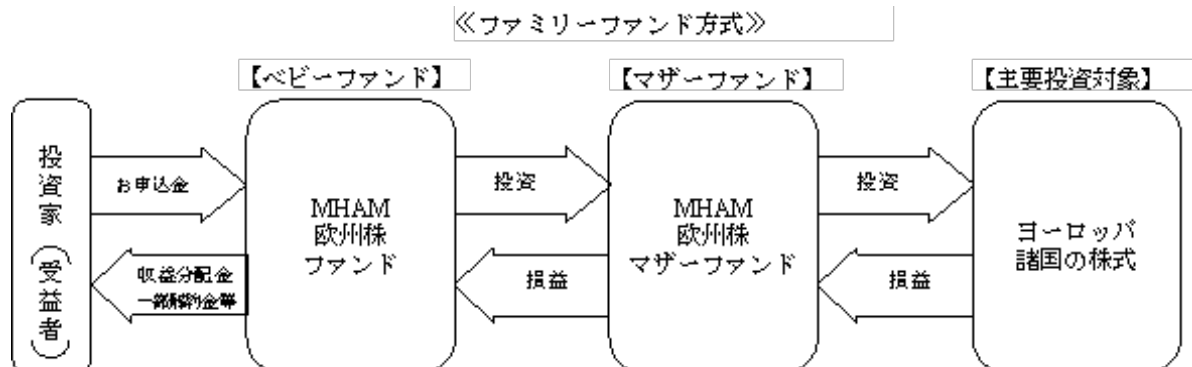 ≪ファミリーファンド方式≫
【ベビーファンド】
【マザーファンド】
【主要投資対象】
投資家（受益者）
お申込金
収益分配金
一部解約金等
MHAM
欧州株
ファンド
投資
損益
MHAM
欧州株
マザーファンド
投資
損益
ヨーロッパ
諸国の株式